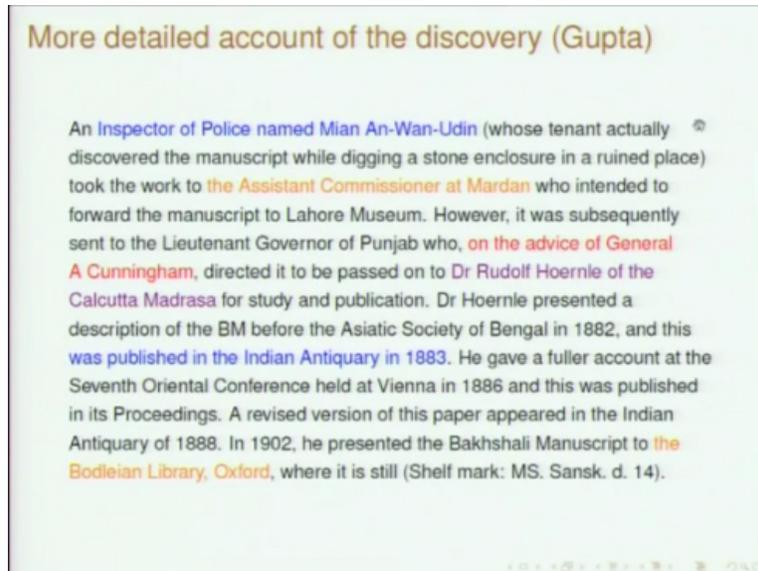 More detailed account of the discovery (Gupta)
An Inspector of Police named Mian An-Wan-Udin (whose tenant actually
discovered the manuscript while digging a stone enclosure in a ruined place)
took the work to the Assistant Commissioner at Mardan who intended to
forward the manuscript to Lahore Museum. However, it was subsequently
sent to the Lieutenant Governor of Punjab who, on the advice of General
A Cunningham, directed it to be passed on to Dr Rudolf Hoernle of the
Calcutta Madrasa for study and publication. Dr Hoernle presented a
description of the BM before the Asiatic Society of Bengal in 1882, and this
was published in the Indian Antiquary in 1883. He gave a fuller account at the
Seventh Oriental Conference held at Vienna in 1886 and this was published
in its Proceedings. A revised version of this paper appeared in the Indian
Antiquary of 1888. In 1902, he presented the Bakhshali Manuscript to the
Bodleian Library, Oxford, where it is still (Shelf mark: MS. Sansk. d. 14).